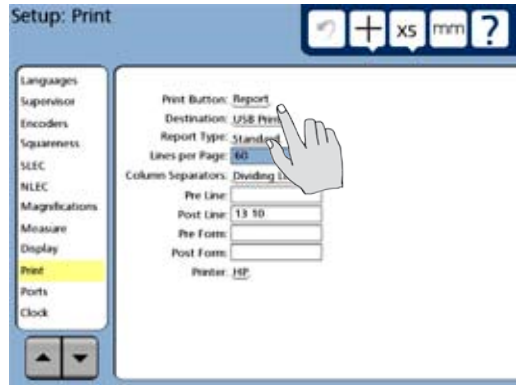 Setup: Print
xs mm ?
Languages
Supervisor
Encoders
Squareness
SLEC
NLEC
Magnifications
Measure
Display
Print
Ports
Clock
Print Button: Report
Destination: USB
Report Type: Standard
Lines per Page: 60
Column Separators: Dividing
Pre Line:
Post Line: 13 10
Pre Form:
Post Form:
Printer: HP